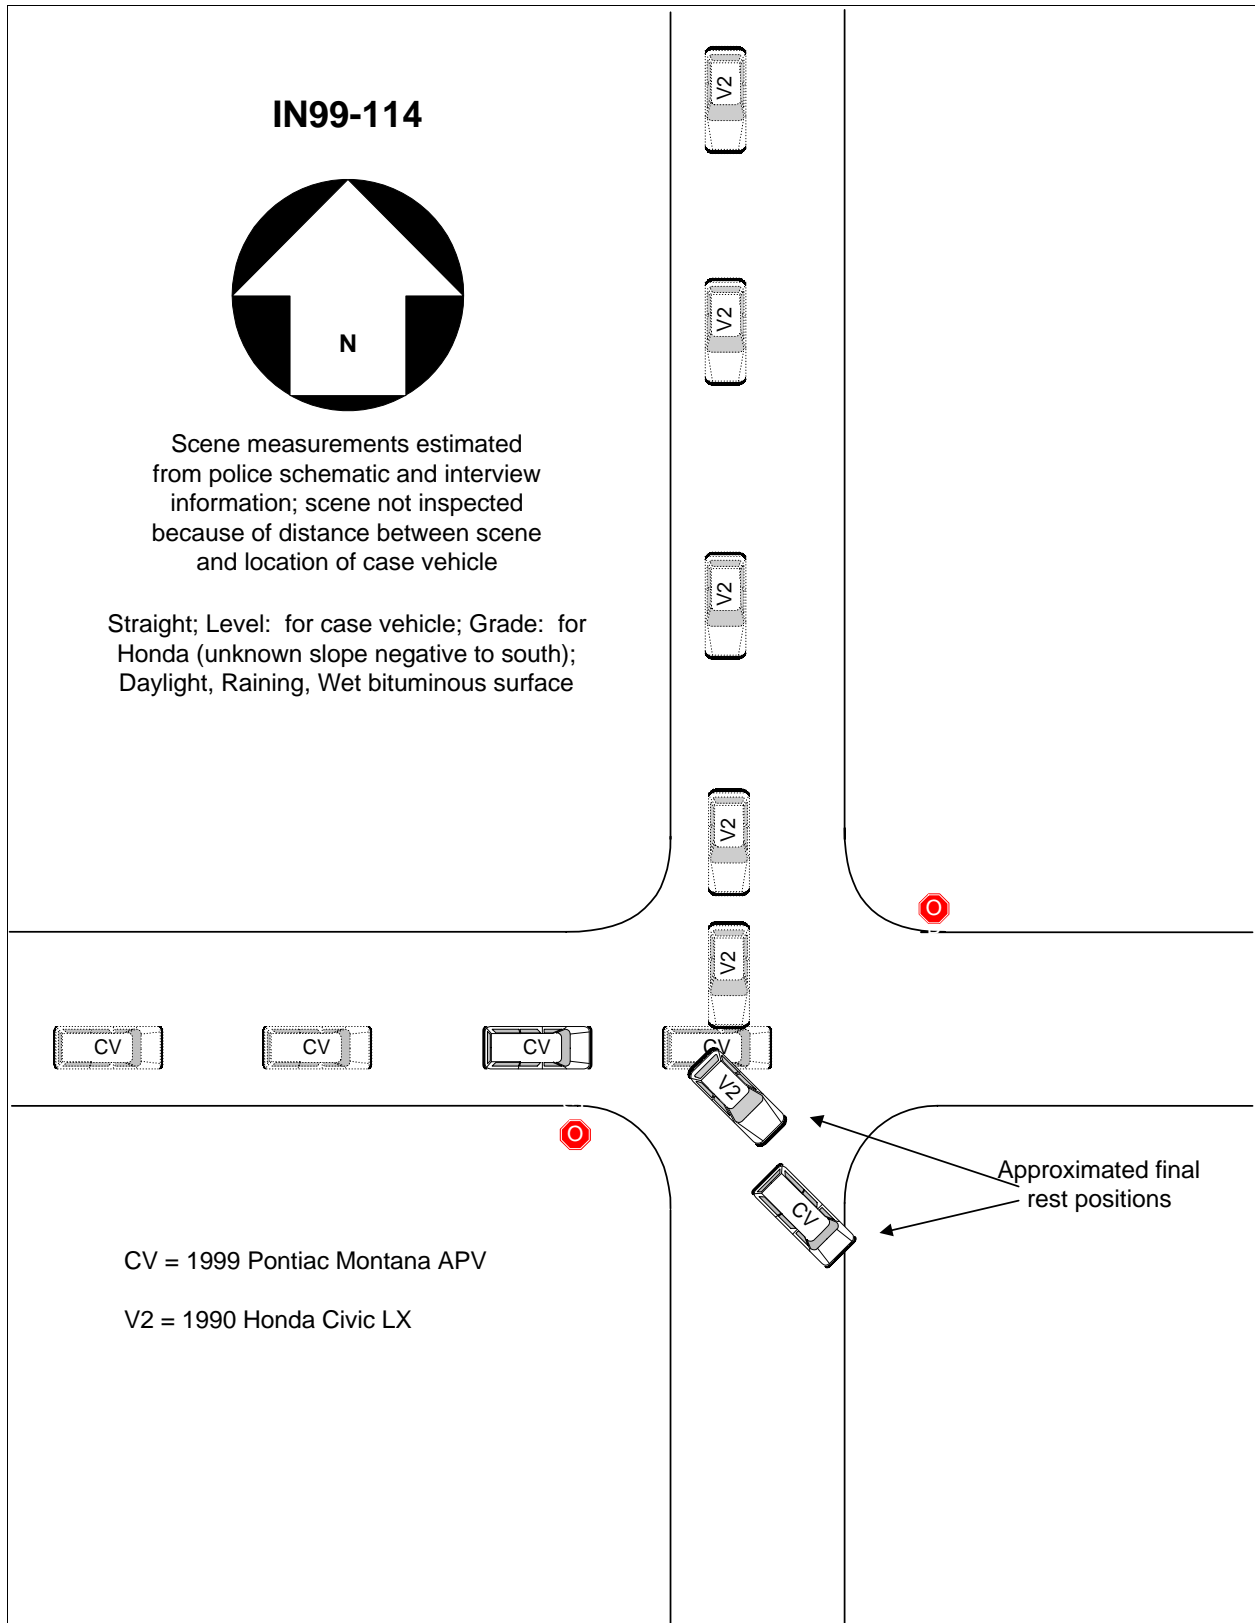 IN99-114
N
Scene measurements estimated
from police schematic and interview
information; scene not inspected
because of distance between scene
and location of case vehicle
Straight; Level: for case vehicle; Grade: for
Honda (unknown slope negative to south);
Daylight, Raining, Wet bituminous surface
V2
V2
V2
V2
O
V2
CV
CV
CV
CV
V2
O
CV
Approximated final
rest positions
CV = 1999 Pontiac Montana APV
V2 = 1990 Honda Civic LX